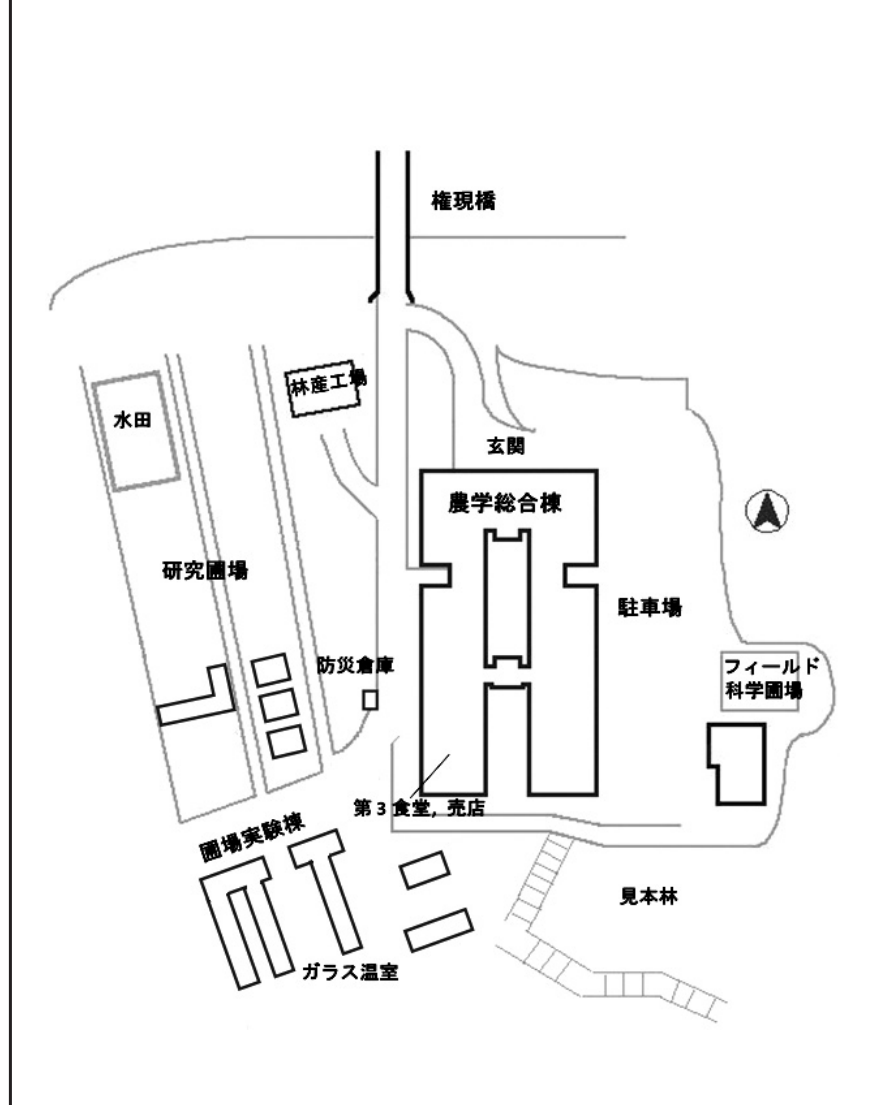 権現橋
林産工場
水田
玄関
農学総合棟
研究圃場
駐車場
防災倉庫
フィールド
科学圃場
第3食堂，売店
圃場実験棟
見本林
ガラス温室